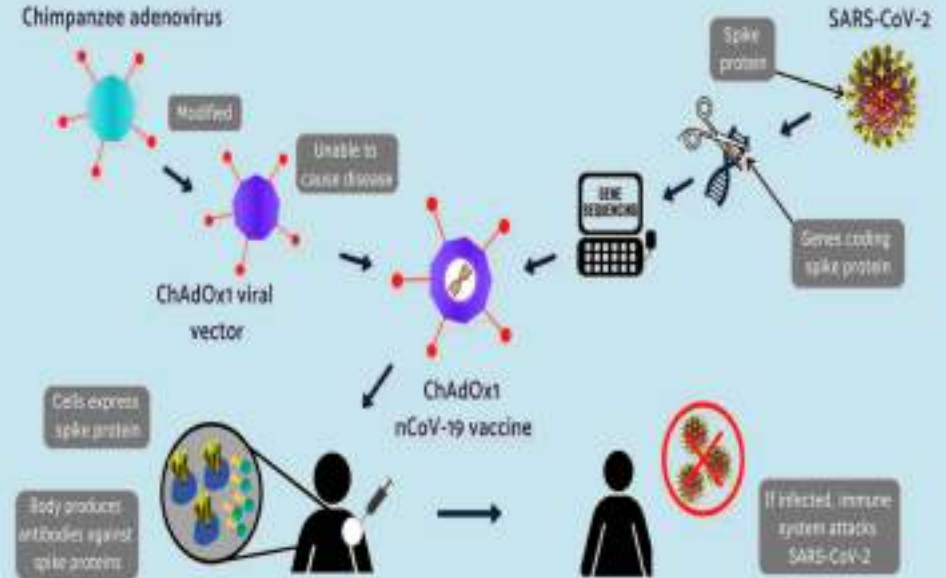 Chimpanzee adenovirus
SARS-CoV-2
Spike
protein
Modified
Unable to
cause disease
GENE
SEQUENCING
Genes coding
spike protein
ChAdOx1 viral
vector
ChAdOx1
nCoV-19 vaccine
Cells express
spike protein
Body produces
antibodies against
spike proteins
If infected, immune
system attacks
SARS-CoV-2